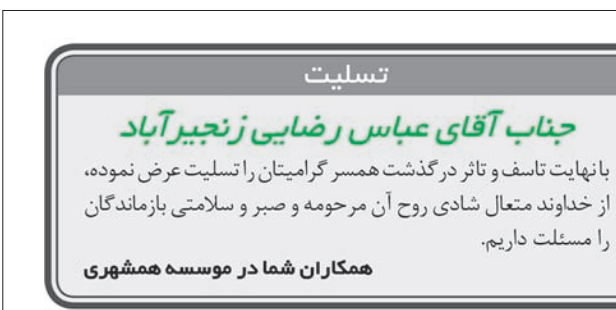 تسلیت
جناب آقای عباس رضایی زنجیرآباد
بانهایت تاسف و تاثر درگذشت همسر گرامیتان را تسلیت عرض نموده،
از خداوند متعال شادی روح آن مرحومه و صبر و سلامتی بازماندگان
را مسئلت داریم.
همکاران شما در موسسه همشهری